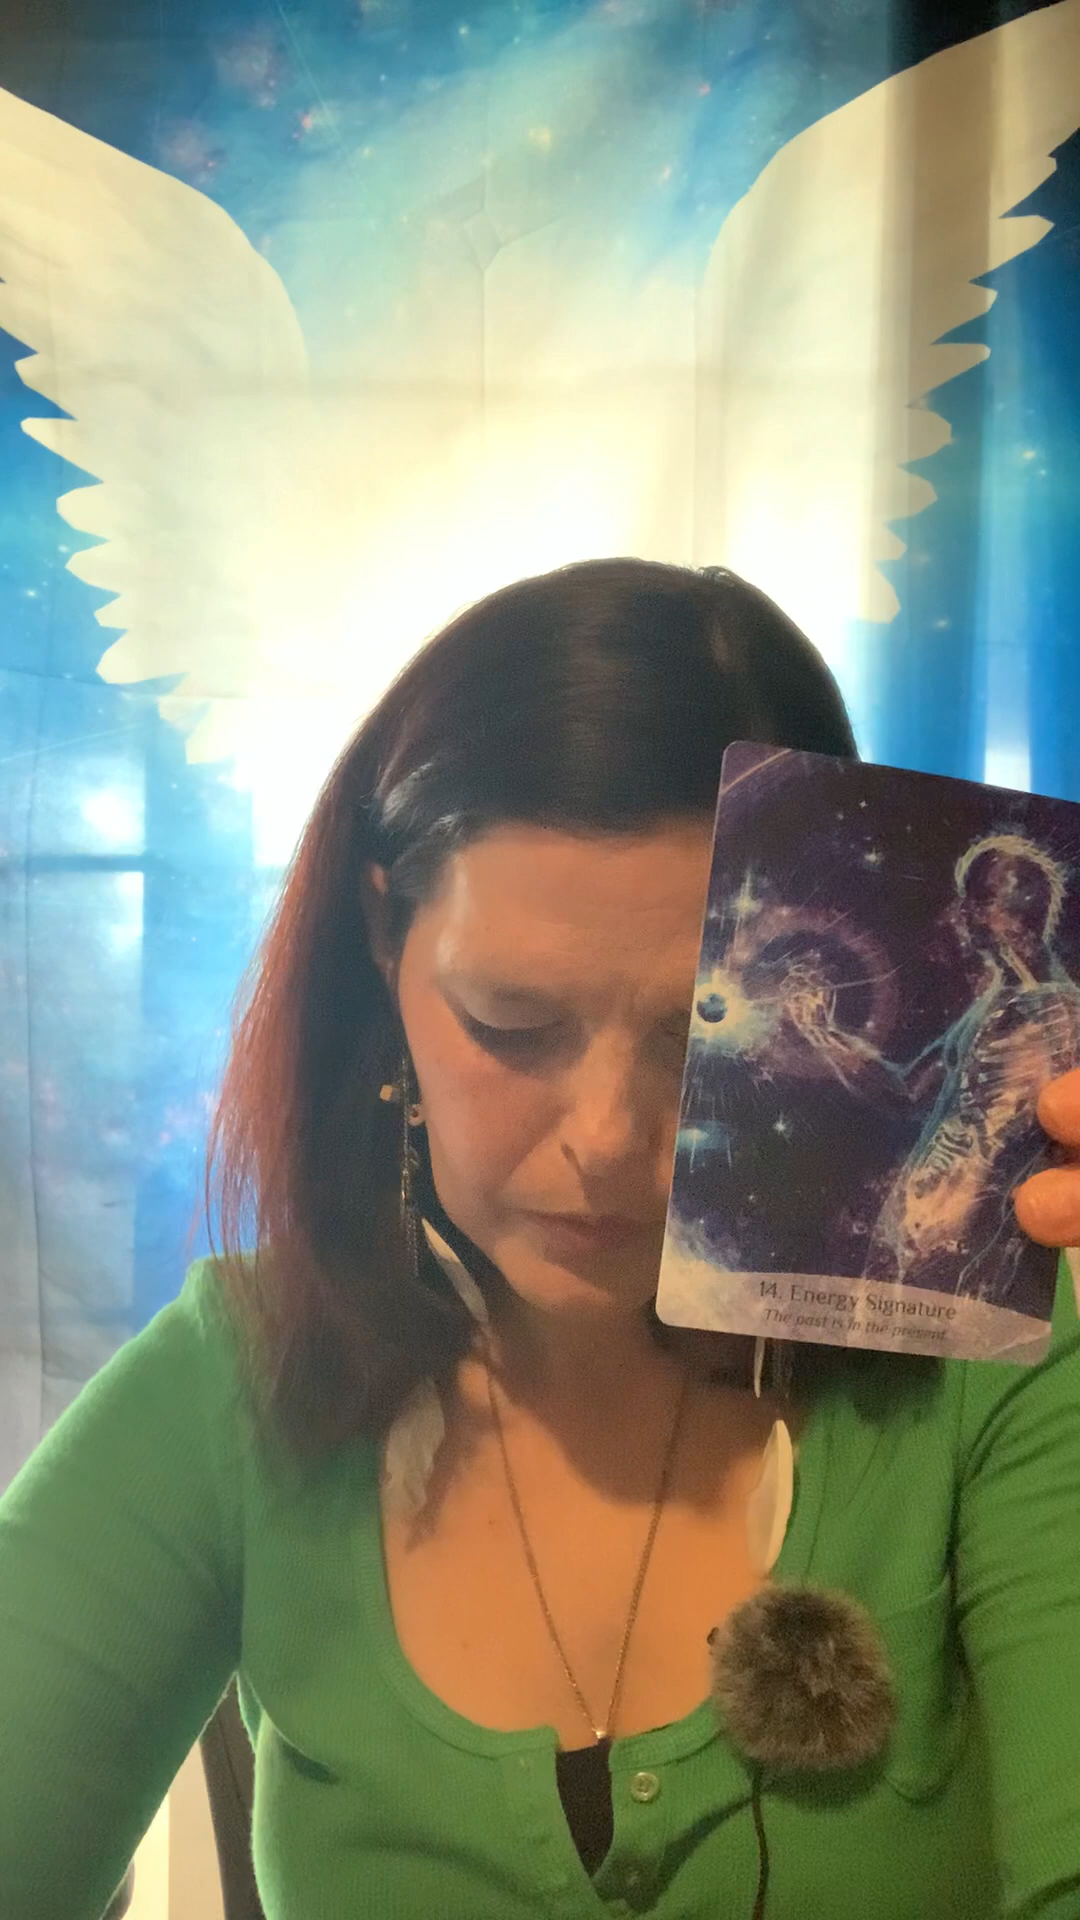 14. Energy Signature
The past is in the present